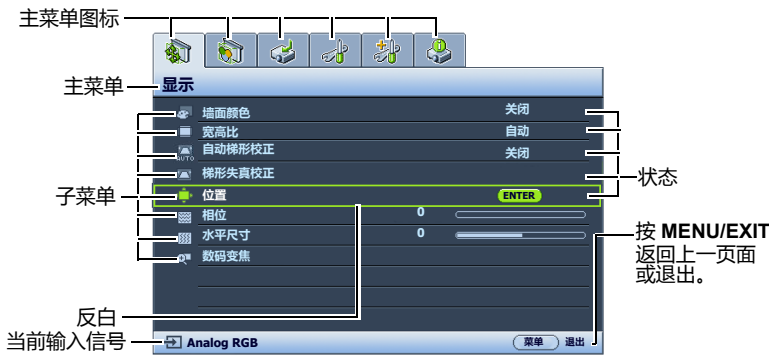 主菜单图标
主菜单
显示
墙面颜色 关闭
宽高比 自动
AUTO 自动梯形校正 关闭
梯形失真校正
状态
子菜单
位置 ENTER
相位 0
水平尺寸 0
数码变焦
按 MENU/EXIT
返回上一页面
或退出。
反白
当前输入信号
Analog RGB 菜单 退出